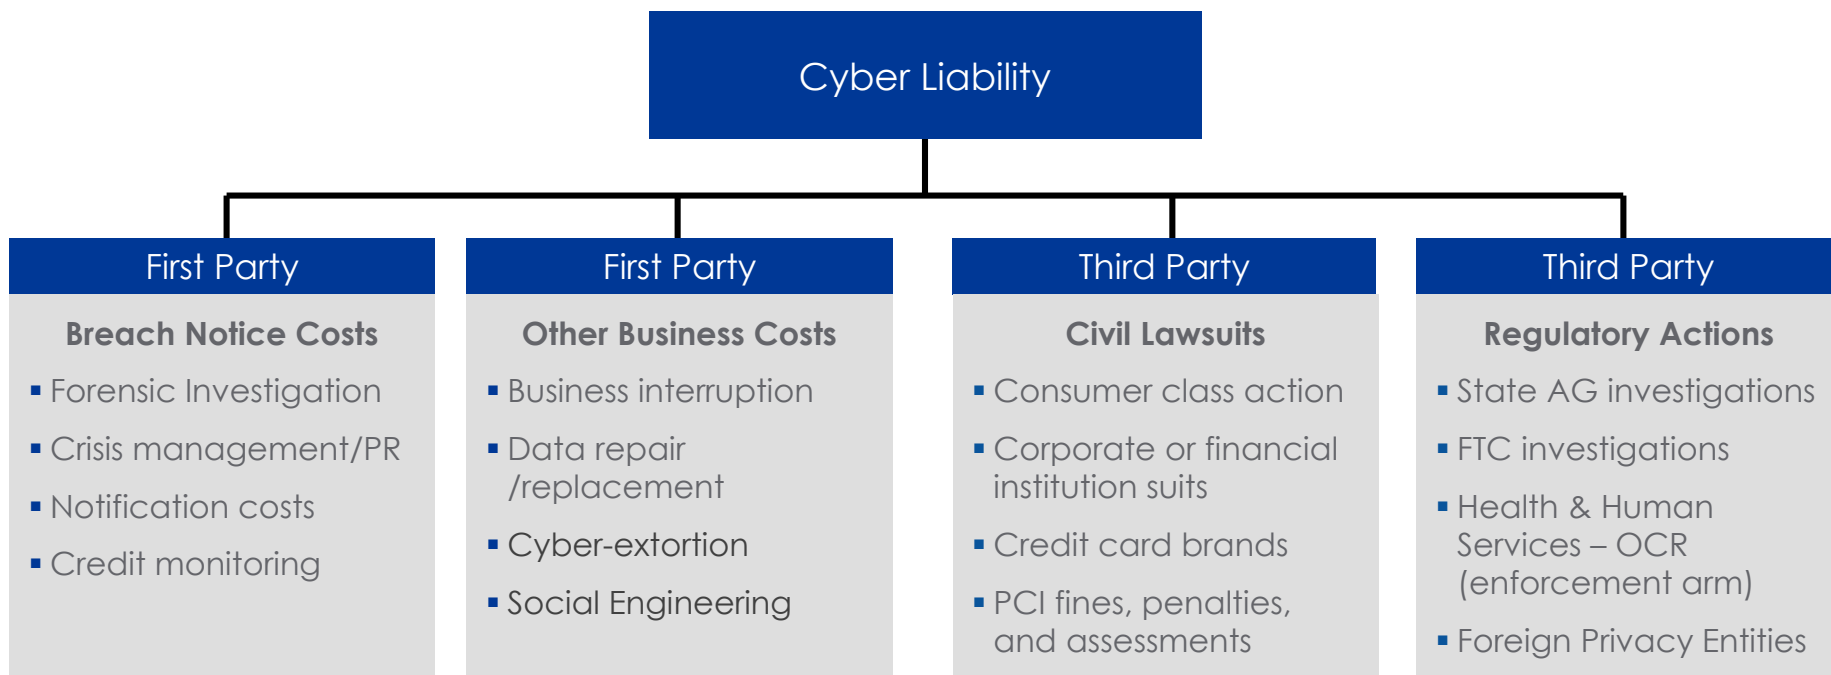 Cyber Liability
First Party
Breach Notice Costs
▪ Forensic Investigation
▪ Crisis management/PR
▪ Notification costs
▪ Credit monitoring
First Party
Other Business Costs
▪ Business interruption
▪ Data repair
/replacement
▪ Cyber-extortion
▪ Social Engineering
Third Party
Civil Lawsuits
▪ Consumer class action
▪ Corporate or financial
institution suits
▪ Credit card brands
▪ PCI fines, penalties,
and assessments
Third Party
Regulatory Actions
▪ State AG investigations
▪ FTC investigations
▪ Health & Human
Services – OCR
(enforcement arm)
▪ Foreign Privacy Entities